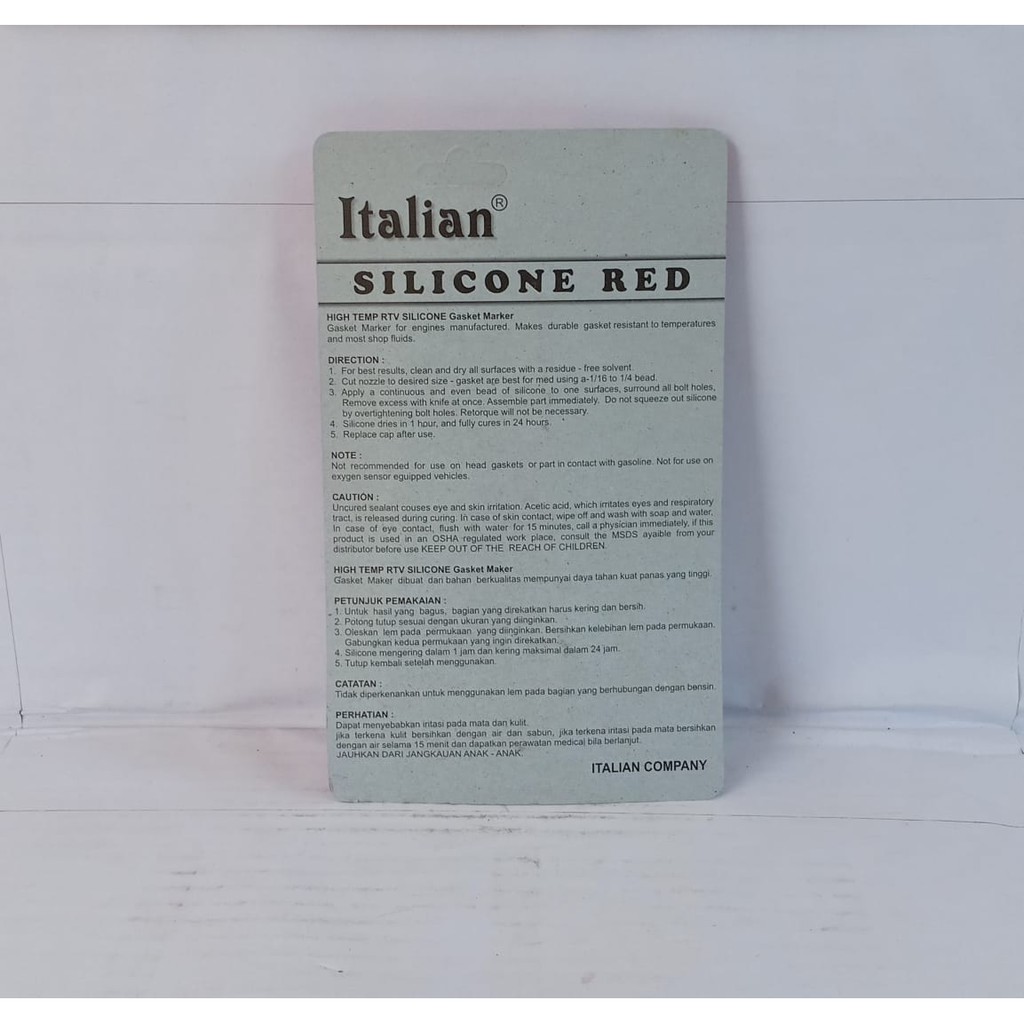 Italian®
SILICONE RED
HIGH TEMP RTV SILICONE Gasket Marker
Gasket Marker for engines manufactured. Makes durable gasket resistant to temperatures
and most shop fluids.
DIRECTION :
1. For best results, clean and dry all surfaces with a residue - free solvent.
2. Cut nozzle to desired size - gasket are best for med using a-1/16 to 1/4 bead.
3. Apply a continuous and even bead of silicone to one surfaces, surround all bolt holes,
Remove excess with knife at once. Assemble part immediately. Do not squeeze out silicone
by overtightening bolt holes. Retorque will not be necessary.
4. Silicone dries in 1 hour, and fully cures in 24 hours.
5. Replace cap after use.
NOTE :
Not recommended for use on head gaskets or part in contact with gasoline. Not for use on
exygen sensor eguipped vehicles.
CAUTION :
Uncured sealant couses eye and skin irritation. Acetic acid, which irritates eyes and respiratory
tract, is released during curing. In case of skin contact, wipe off and wash with soap and water.
In case of eye contact, flush with water for 15 minutes, call a physician immediately, if this
product is used in an OSHA regulated work place, consult the MSDS ayaible from your
distributor before use KEEP OUT OF THE REACH OF CHILDREN.
HIGH TEMP RTV SILICONE Gasket Maker
Gasket Maker dibuat dari bahan berkualitas mempunyai daya tahan kuat panas yang tinggi.
PETUNJUK PEMAKAIAN :
1. Untuk hasil yang bagus, bagian yang direkatkan harus kering dan bersih.
2. Potong tutup sesuai dengan ukuran yang diinginkan.
3. Oleskan lem pada permukaan yang diinginkan. Bersihkan kelebihan lem pada permukaan.
Gabungkan kedua permukaan yang ingin direkatkan.
4. Silicone mengering dalam 1 jam dan kering maksimal dalam 24 jam.
5. Tutup kembali setelah menggunakan.
CATATAN :
Tidak diperkenankan untuk menggunakan lem pada bagian yang berhubungan dengan bensin.
PERHATIAN :
Dapat menyebabkan iritasi pada mata dan kulit.
jika terkena kulit bersihkan dengan air dan sabun, jika terkena iritasi pada mata bersihkan
dengan air selama 15 menit dan dapatkan perawatan medical bila berlanjut.
JAUHKAN DARI JANGKAUAN ANAK - ANAK.
ITALIAN COMPANY